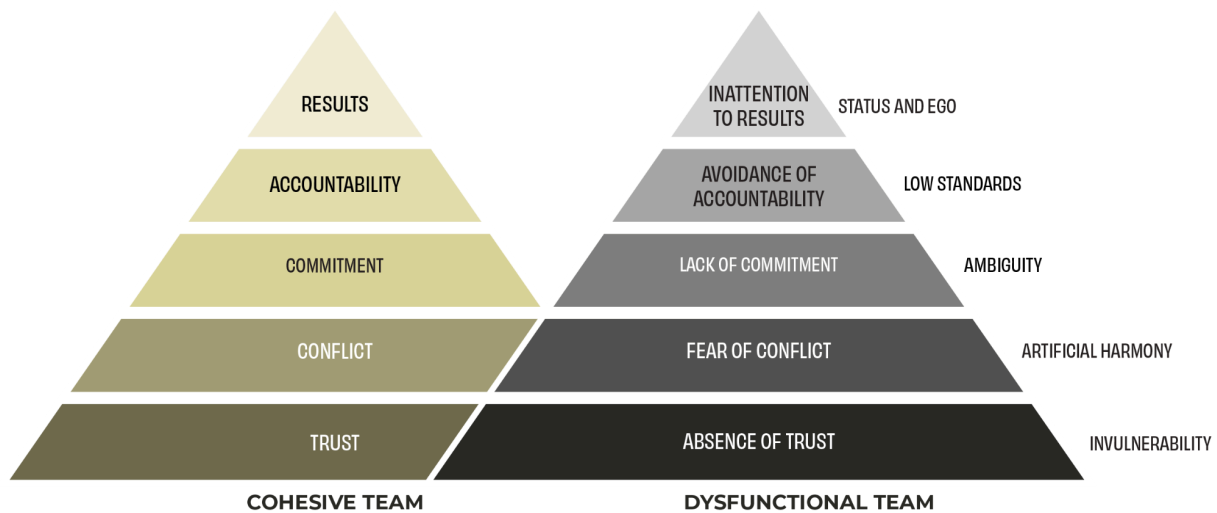 RESULTS
ACCOUNTABILITY
COMMITMENT
CONFLICT
TRUST
COHESIVE TEAM
INATTENTION
TO RESULTS
STATUS AND EGO
AVOIDANCE OF
ACCOUNTABILITY
LOW STANDARDS
LACK OF COMMITMENT
AMBIGUITY
FEAR OF CONFLICT
ARTIFICIAL HARMONY
ABSENCE OF TRUST
INVULNERABILITY
DYSFUNCTIONAL TEAM